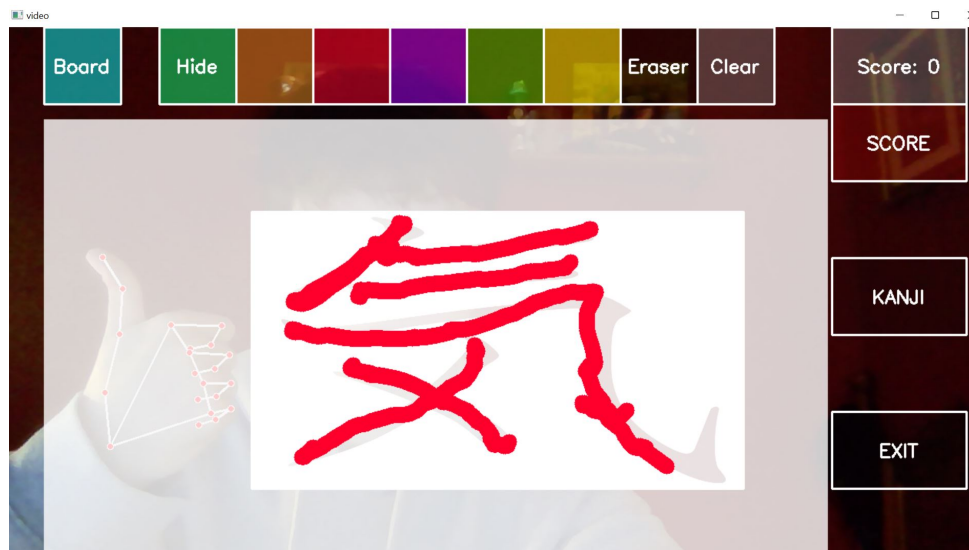 video
Board Hide Eraser Clear Score: 0
SCORE
気
KANJI
EXIT